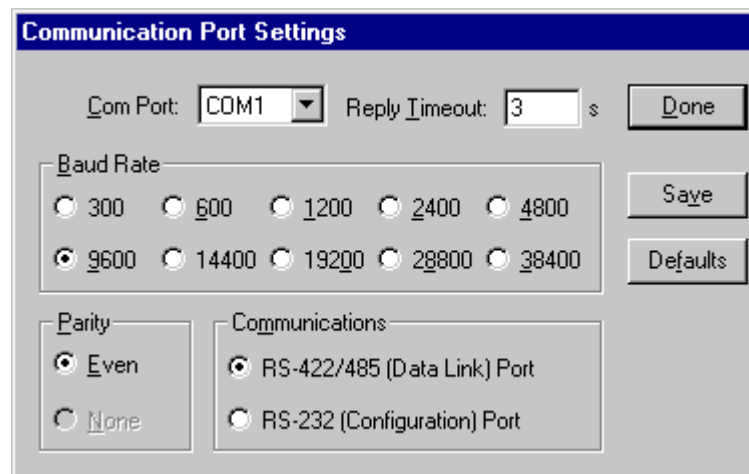 Communication Port Settings
Com Port: COM1 Reply Timeout: 3 s Done
Baud Rate
300 600 1200 2400 4800 Save
9600 14400 19200 28800 38400 Defaults
Parity
Even
None
Communications
RS-422/485 (Data Link) Port
RS-232 (Configuration) Port